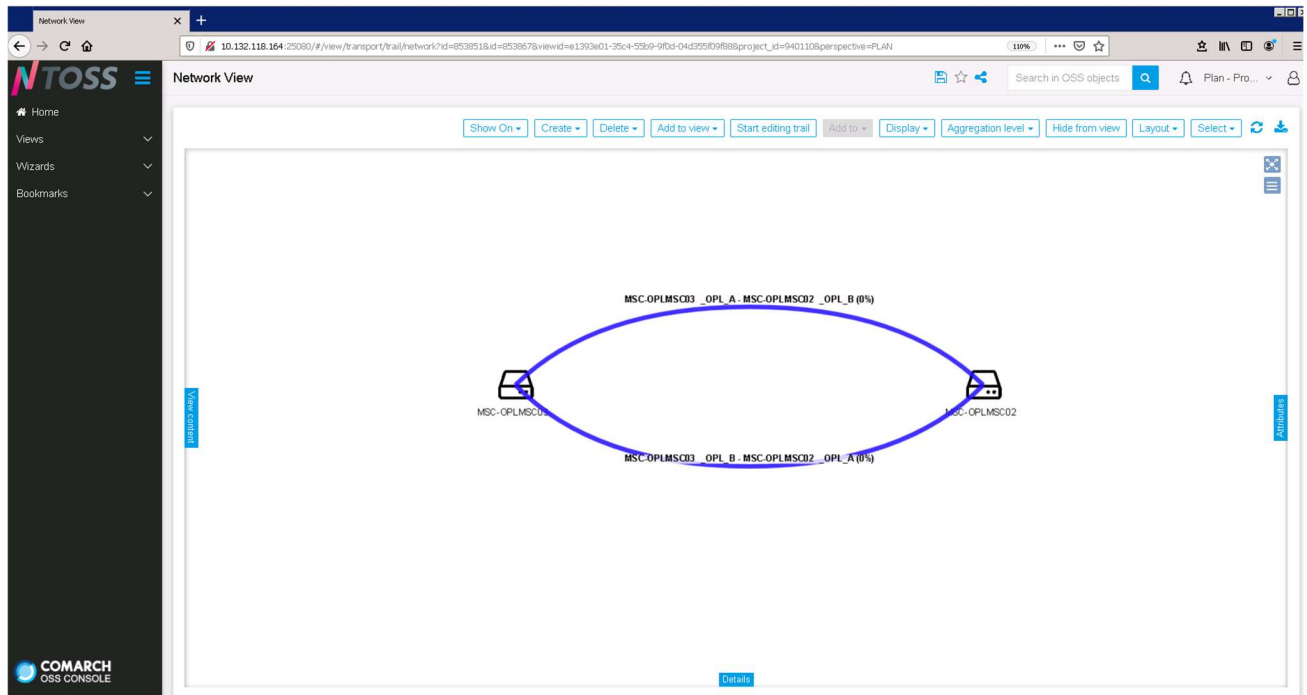 Network View
10.132.118.164:25080/#/view/transport/trail/network?id=853851&id=853867&viewid=e1393e01-35c4-55b9-9f0d-04d355f09f88&project_id=940110&perspective=PLAN
110%
NTOSS
Network View
Search in OSS objects
Plan - Pro...
Home
Views
Wizards
Bookmarks
Show On
Create
Delete
Add to view
Start editing trail
Add to
Display
Aggregation level
Hide from view
Layout
Select
MSC-OPLMSC03 _OPL_A - MSC-OPLMSC02 _OPL_B (0%)
View content
MSC-OPLMSC03
MSC-OPLMSC02
Attributes
MSC-OPLMSC03 _OPL_B - MSC-OPLMSC02 _OPL_A (0%)
Details
COMARCH
OSS CONSOLE